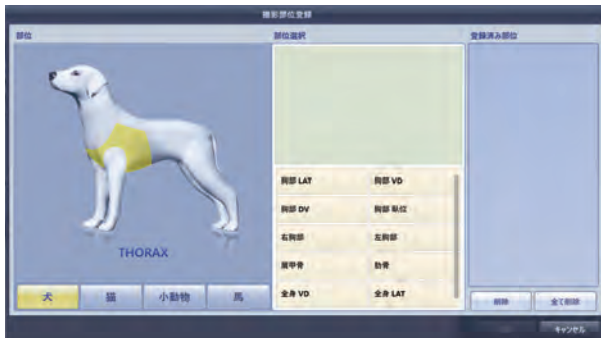 撮影部位登録
部位
部位選択
登録済み部位
THORAX
胸部 LAT 胸部 VD
胸部 DV 胸部 臥位
右胸部 左胸部
肩甲骨 肋骨
全身 VD 全身 LAT
犬 猫 小動物 馬
削除 全て削除
キャンセル